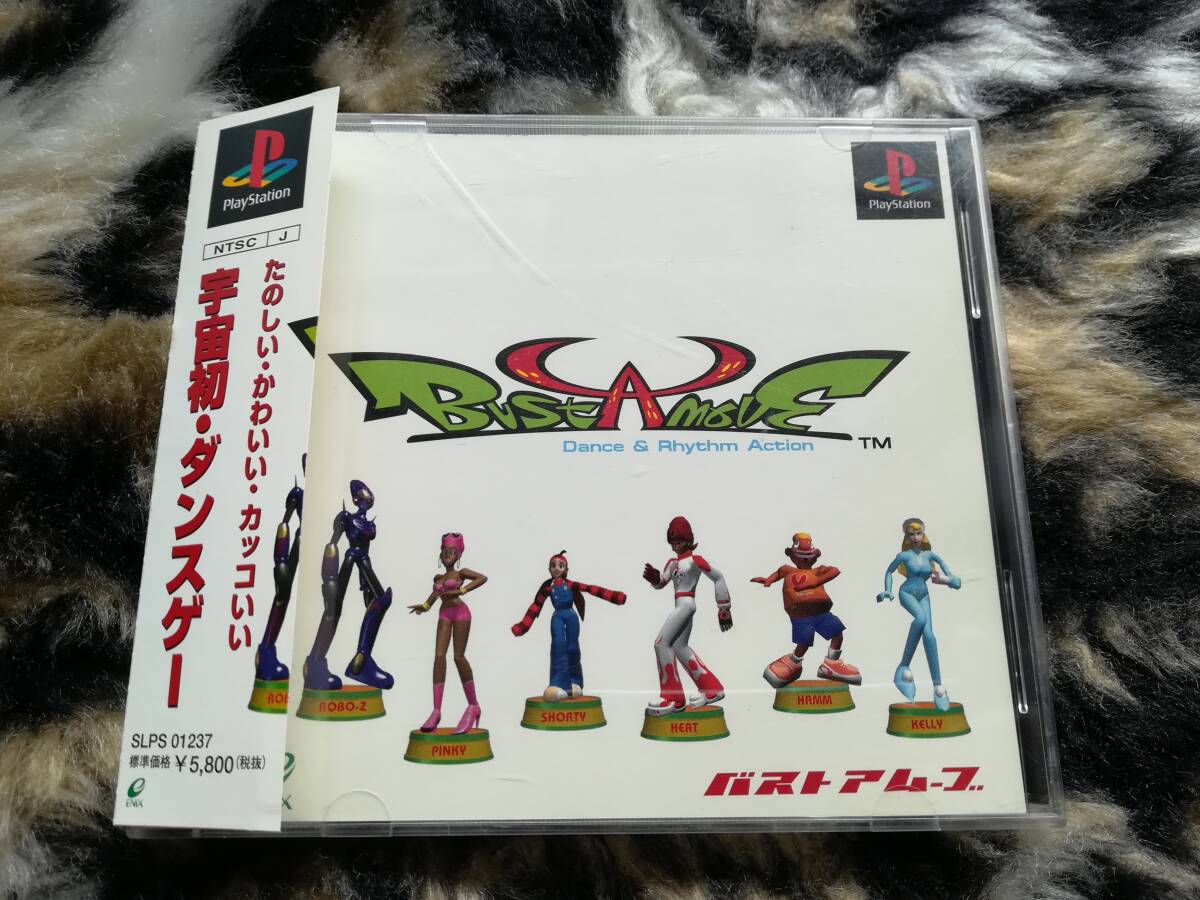 PlayStation
NTSC J
たのしい・かわいい・カッコいい
宇宙初・ダンスゲー
SLPS 01237
標準価格 ¥5,800(税抜)
ENIX
PlayStation
BUST A MOVE
Dance & Rhythm Action TM
ROBO-Z
PINKY
SHORTY
HEAT
HAMM
KELLY
バストアムーブ